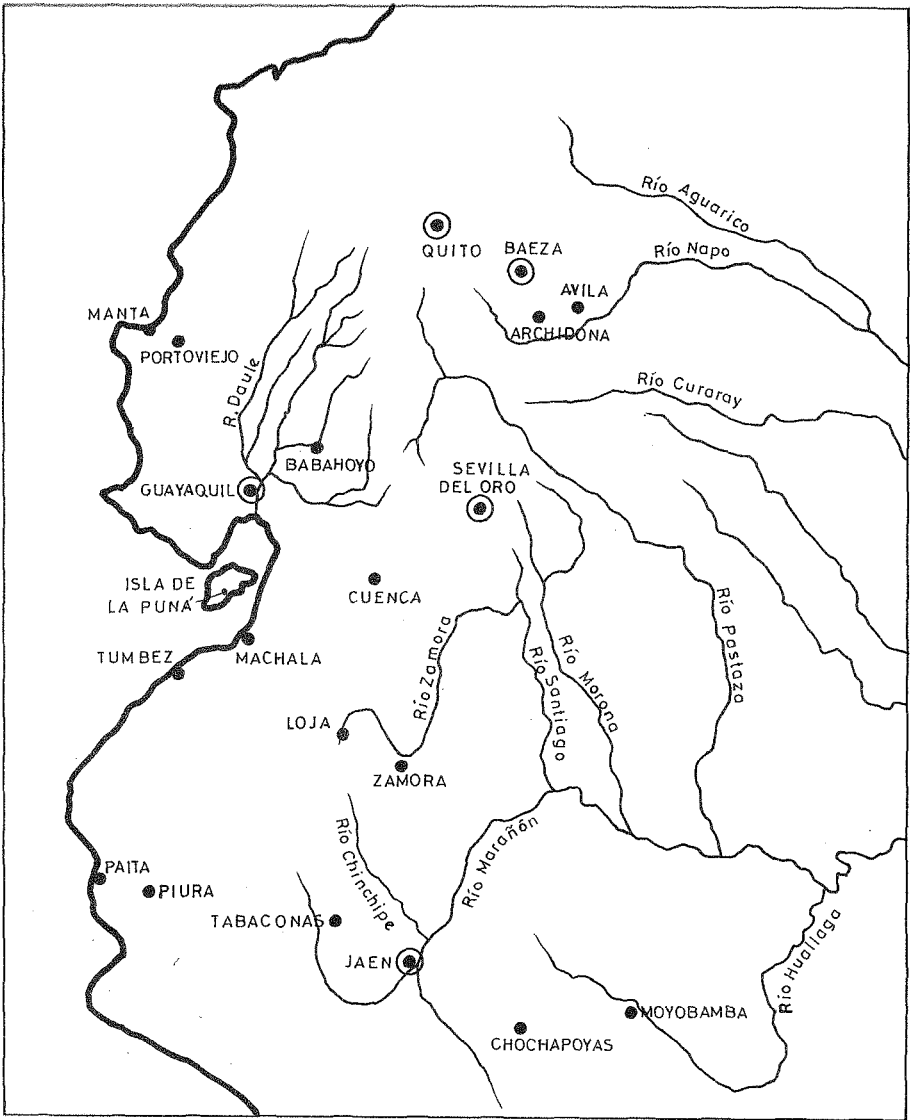 Río Aguarico
QUITO
BAEZA
Río Napo
AVILA
ARCHIDONA
MANTA
PORTOVIEJO
R. Daule
Río Curaray
BABAHOYO
SEVILLA
DEL ORO
GUAYAQUIL
ISLA DE
LA PUNÁ
CUENCA
Río Pastaza
TUMBEZ
MACHALA
Río Zamora
Río Santiago
Río Morona
LOJA
ZAMORA
Río Chinchipe
Río Marañón
PAITA
PIURA
TABACONAS
JAEN
Río Huallaga
MOYOBAMBA
CHOCHAPOYAS